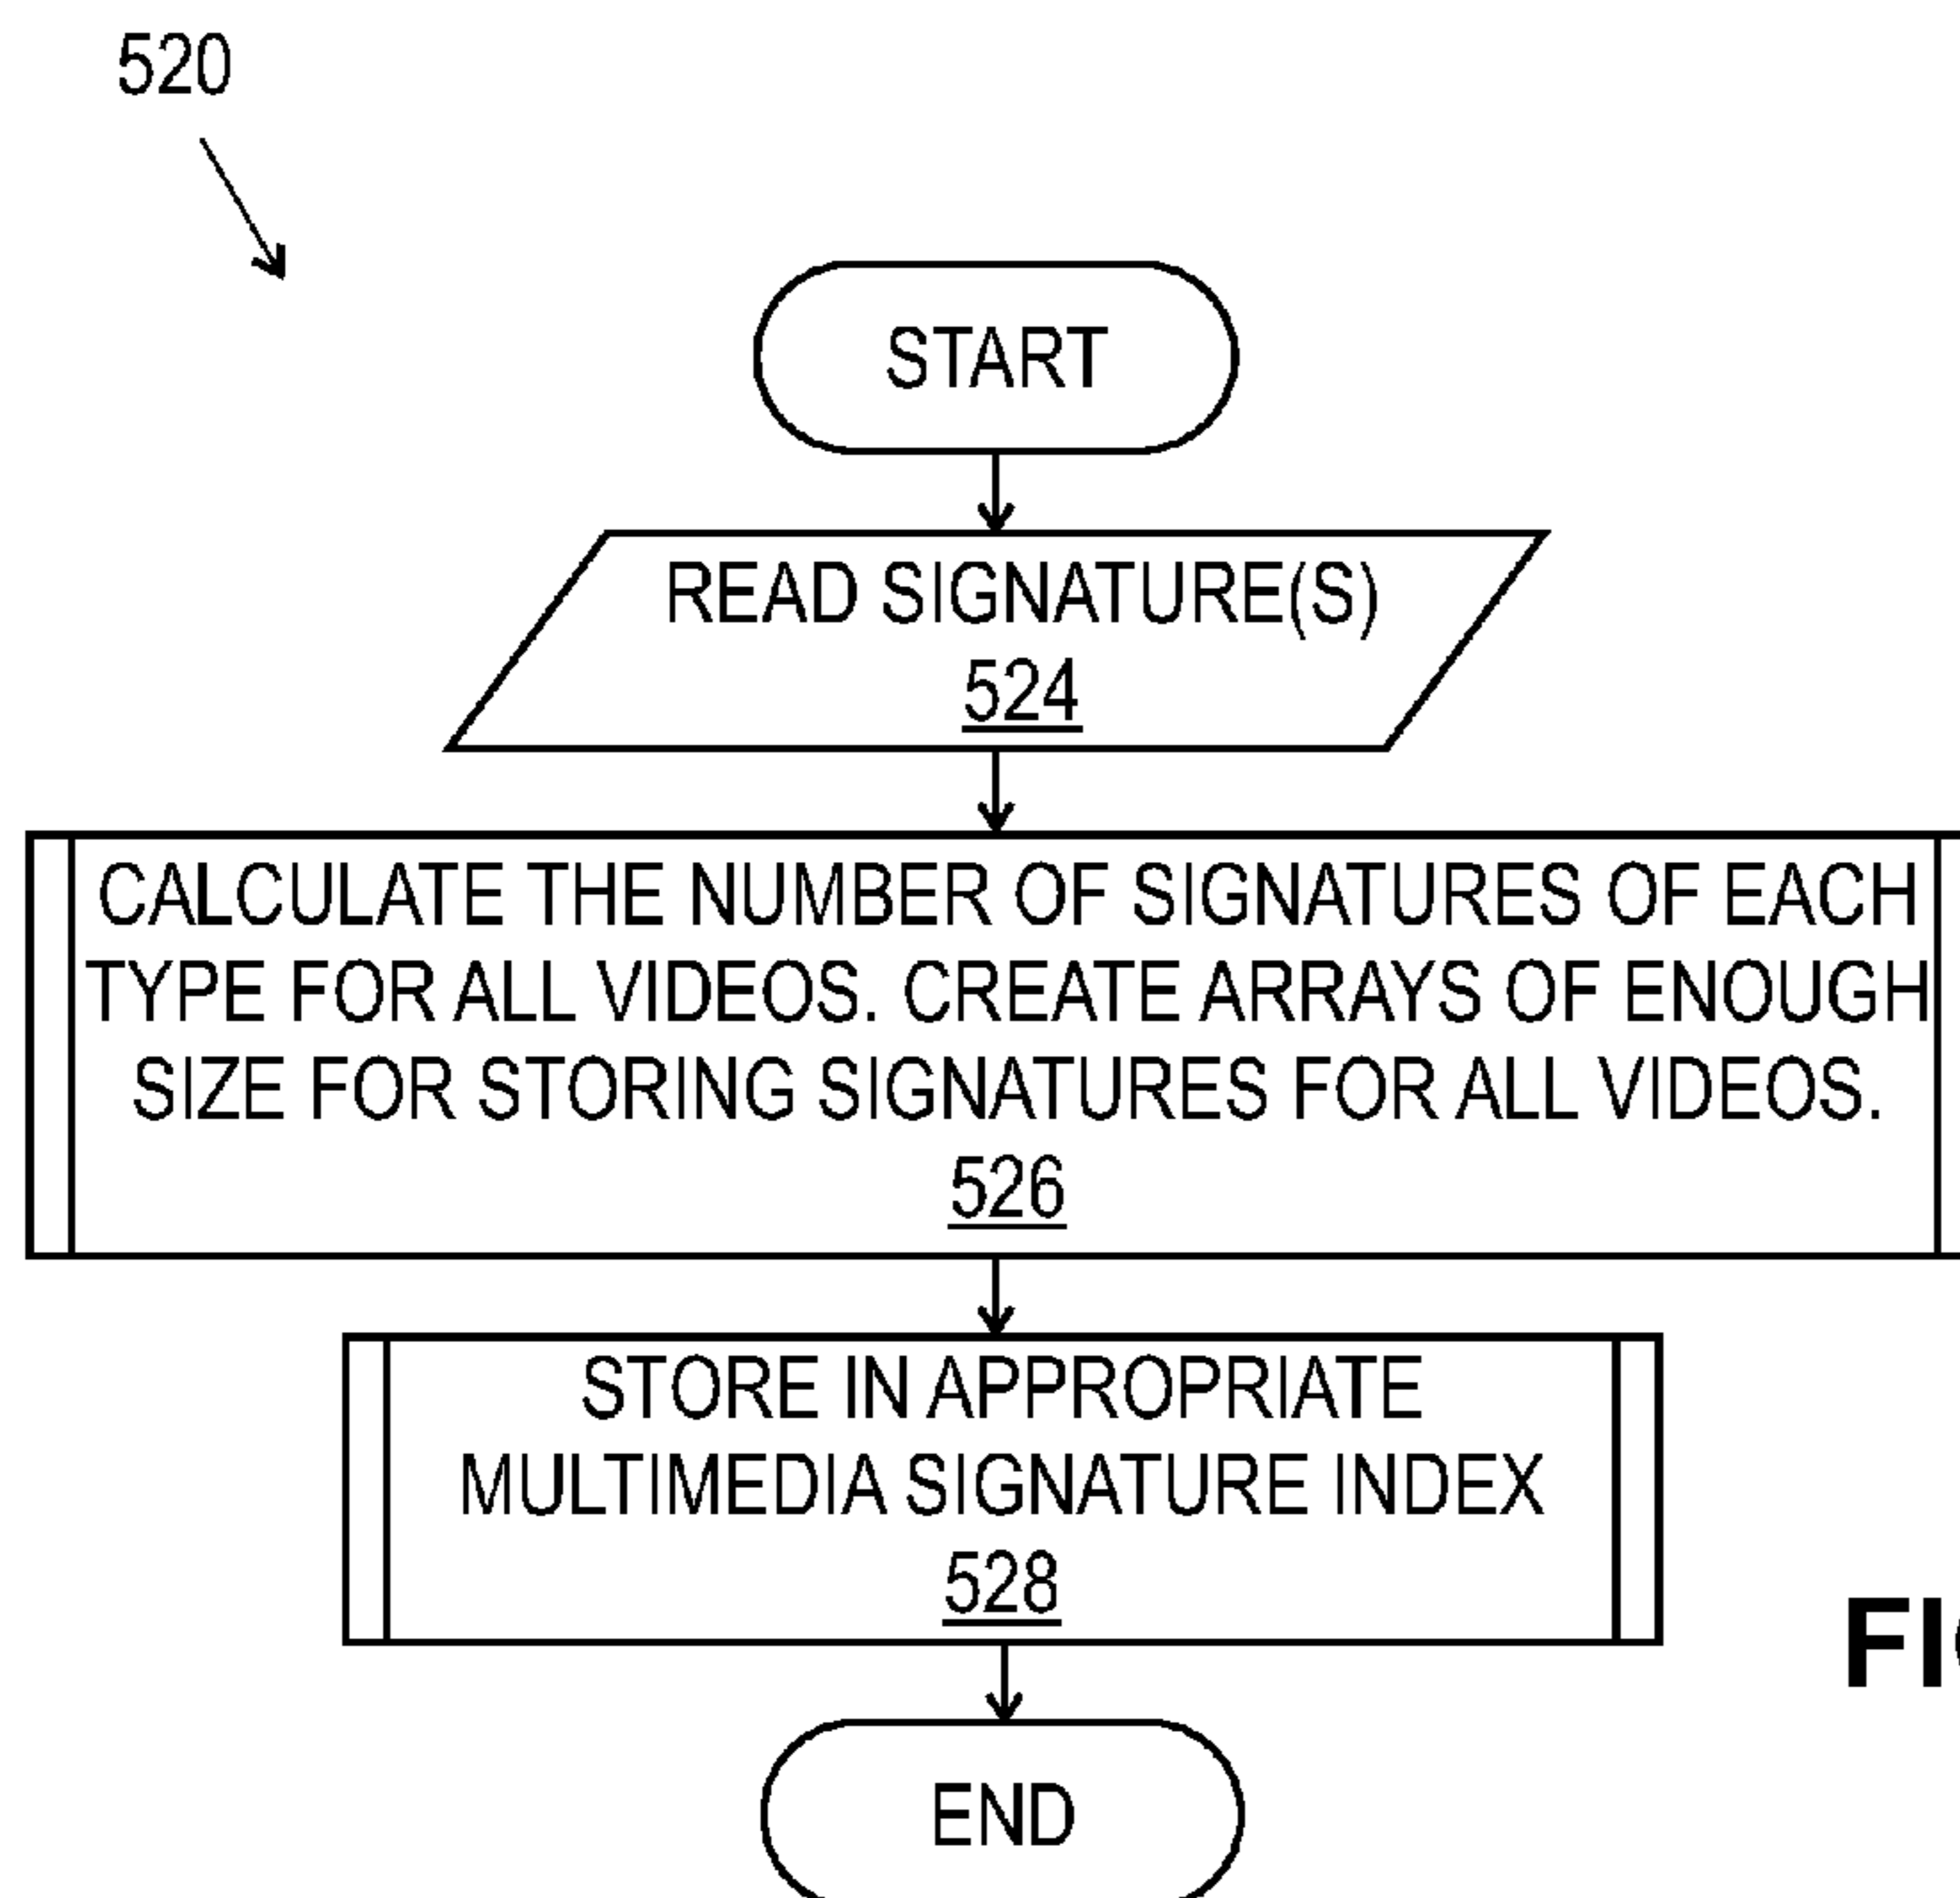 520
START
READ SIGNATURE(S)
524
CALCULATE THE NUMBER OF SIGNATURES OF EACH
TYPE FOR ALL VIDEOS. CREATE ARRAYS OF ENOUGH
SIZE FOR STORING SIGNATURES FOR ALL VIDEOS.
526
STORE IN APPROPRIATE
MULTIMEDIA SIGNATURE INDEX
528
END